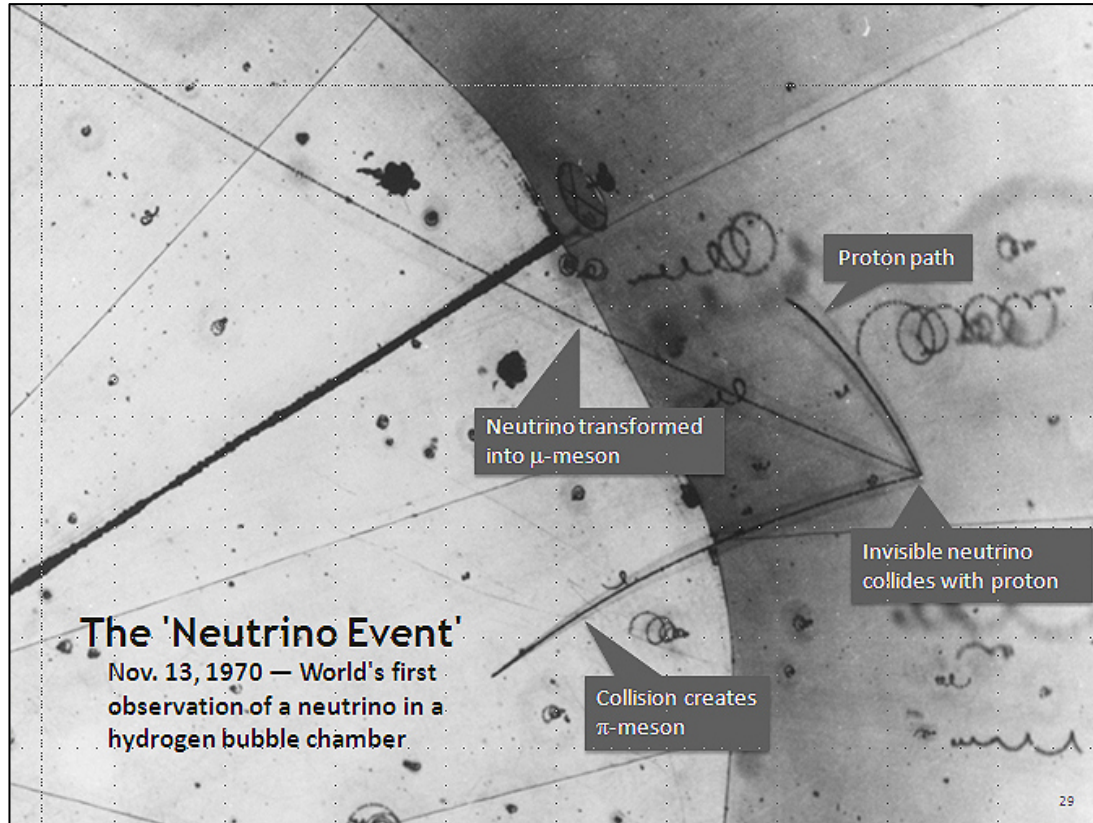 Proton path
Neutrino transformed
into μ-meson
Invisible neutrino
collides with proton
The 'Neutrino Event'
Nov. 13, 1970 — World's first
observation of a neutrino in a
hydrogen bubble chamber
Collision creates
π-meson
29